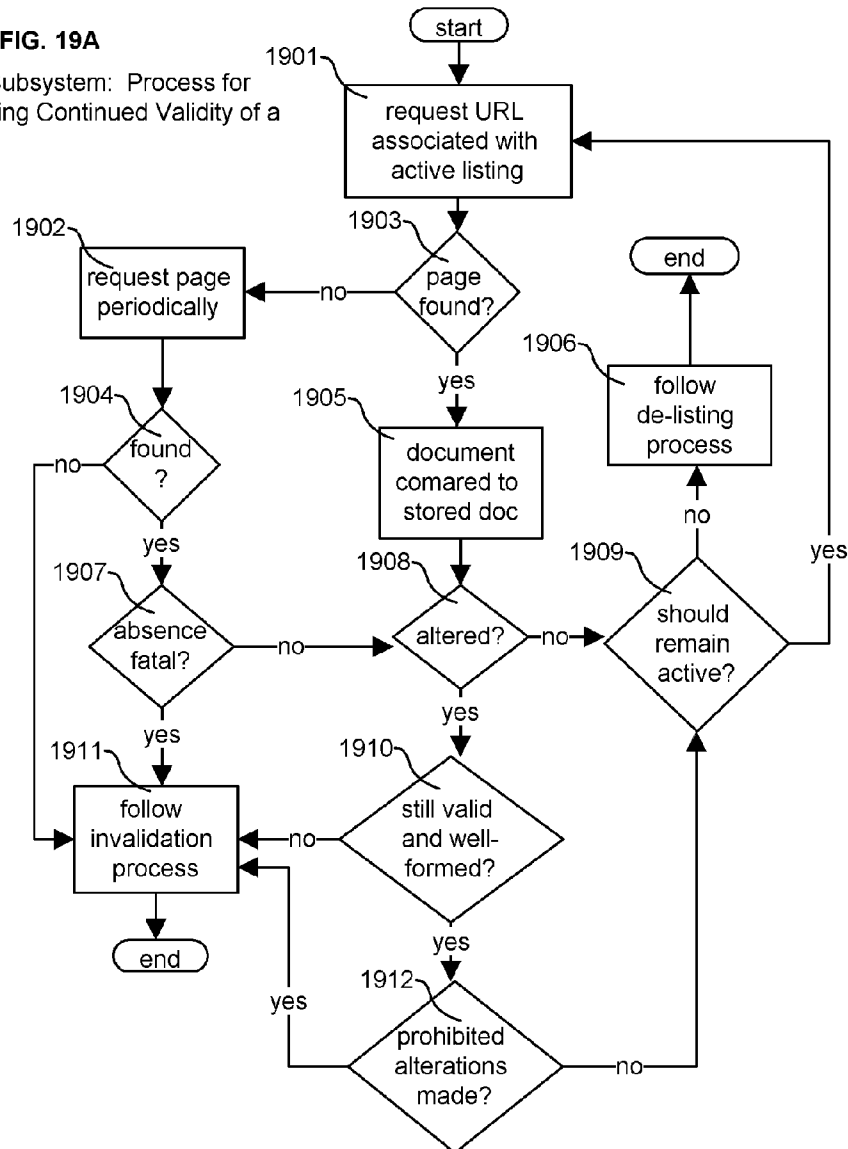 FIG. 19A
ubsystem: Process for
ing Continued Validity of a
start
1901
request URL
associated with
active listing
1902
request page
periodically
no
1903
page
found?
end
yes
1904
found
?
no
1905
document
comared to
stored doc
1906
follow
de-listing
process
yes
no
yes
1907
absence
fatal?
no
1908
altered?
no
1909
should
remain
active?
yes
yes
1911
follow
invalidation
process
no
1910
still valid
and well-
formed?
end
yes
yes
1912
prohibited
alterations
made?
no